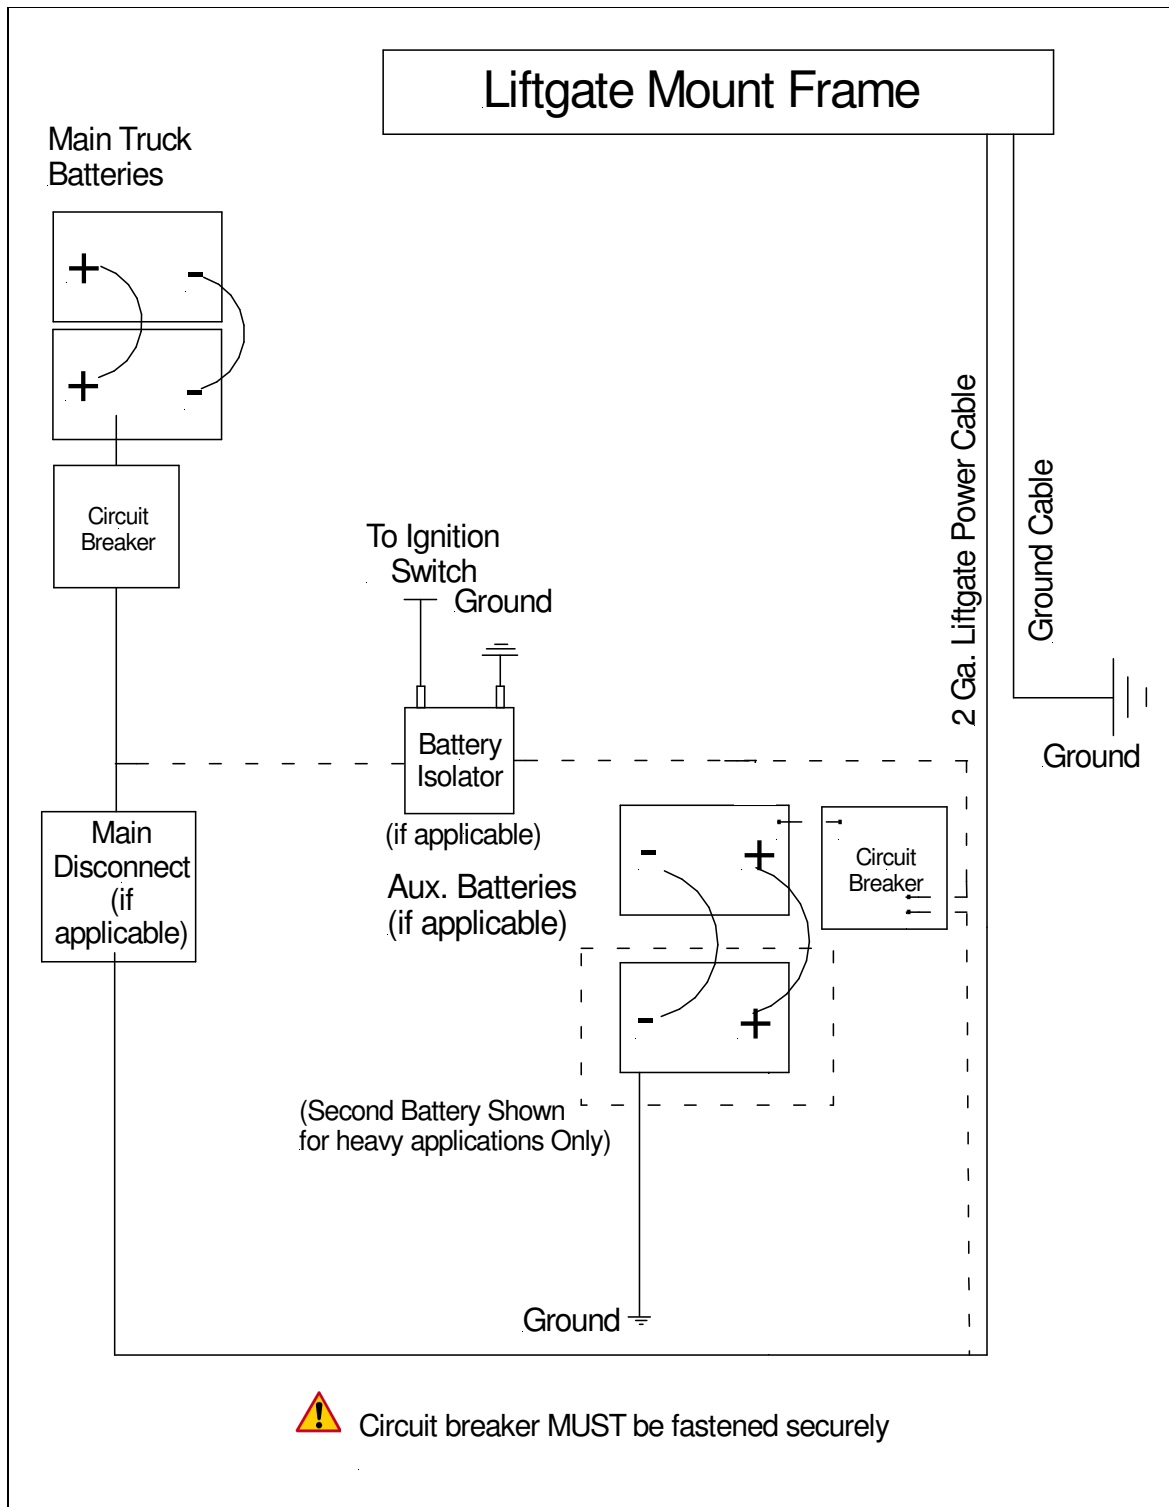 Liftgate Mount Frame
Main Truck
Batteries
+ -
+ -
Circuit
Breaker
To Ignition
Switch
Ground
Battery
Isolator
(if applicable)
Main
Disconnect
(if
applicable)
Aux. Batteries
(if applicable)
- +
- +
Circuit
Breaker
2 Ga. Liftgate Power Cable
Ground Cable
Ground
(Second Battery Shown
for heavy applications Only)
Ground
Circuit breaker MUST be fastened securely